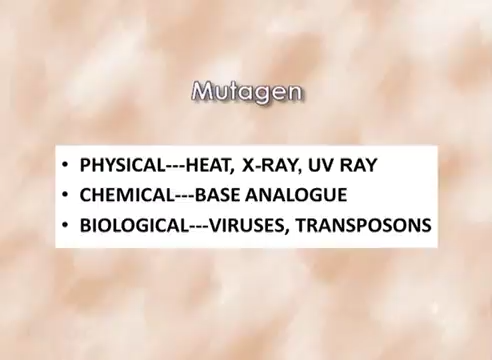 Mutagen
• PHYSICAL---HEAT, X-RAY, UV RAY
• CHEMICAL---BASE ANALOGUE
• BIOLOGICAL---VIRUSES, TRANSPOSONS